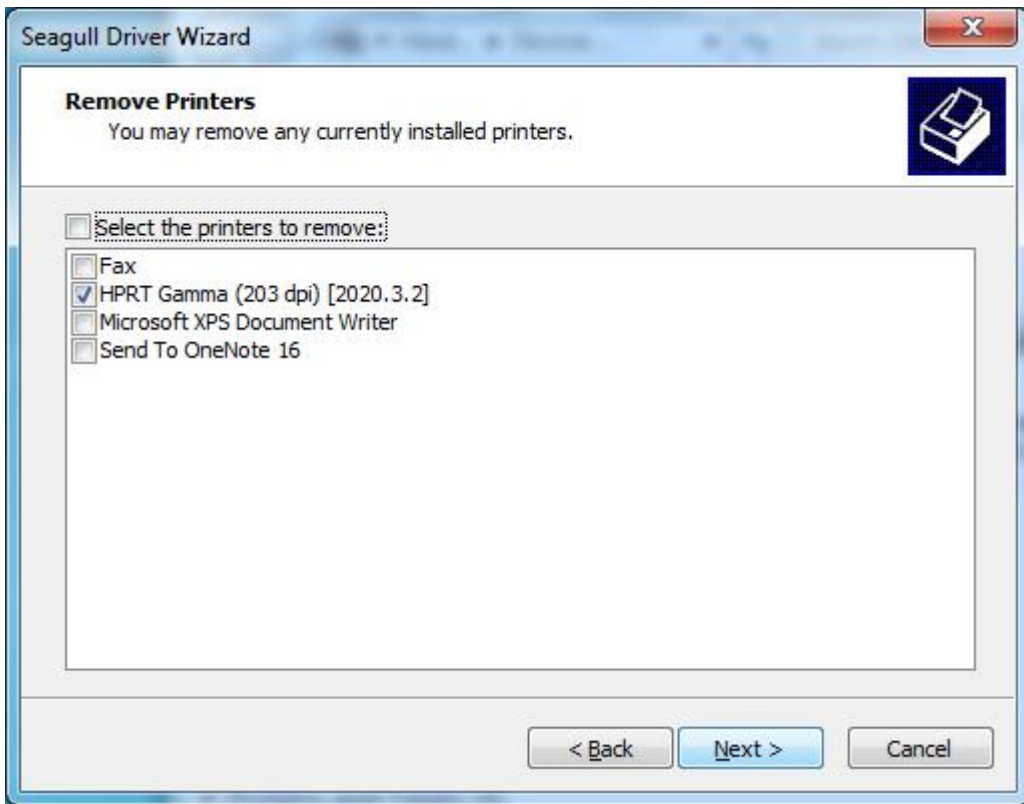 Seagull Driver Wizard
Remove Printers
You may remove any currently installed printers.
Select the printers to remove:
Fax
HPRT Gamma (203 dpi) [2020.3.2]
Microsoft XPS Document Writer
Send To OneNote 16
< Back
Next >
Cancel